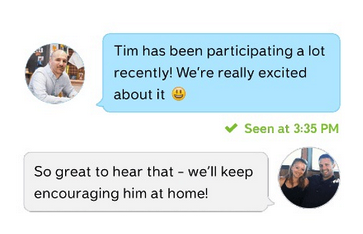 Tim has been participating a lot
recently! We're really excited
about it 😃
✔ Seen at 3:35 PM
So great to hear that - we'll keep
encouraging him at home!